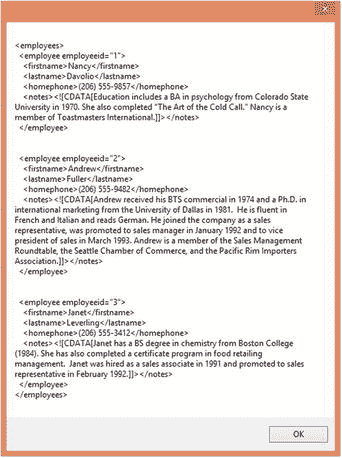 <employees>
<employee employeeid="1">
<firstname>Nancy</firstname>
<lastname>Davolio</lastname>
<homephone>(206) 555-9857</homephone>
<notes><![CDATA[Education includes a BA in psychology from Colorado State
University in 1970. She also completed "The Art of the Cold Call." Nancy is a
member of Toastmasters International.]]></notes>
</employee>
<employee employeeid="2">
<firstname>Andrew</firstname>
<lastname>Fuller</lastname>
<homephone>(206) 555-9482</homephone>
<notes><![CDATA[Andrew received his BTS commercial in 1974 and a Ph.D. in
international marketing from the University of Dallas in 1981.  He is fluent in
French and Italian and reads German. He joined the company as a sales
representative, was promoted to sales manager in January 1992 and to vice
president of sales in March 1993. Andrew is a member of the Sales Management
Roundtable, the Seattle Chamber of Commerce, and the Pacific Rim Importers
Association.]]></notes>
</employee>
<employee employeeid="3">
<firstname>Janet</firstname>
<lastname>Leverling</lastname>
<homephone>(206) 555-3412</homephone>
<notes><![CDATA[Janet has a BS degree in chemistry from Boston College
(1984). She has also completed a certificate program in food retailing
management.  Janet was hired as a sales associate in 1991 and promoted to sales
representative in February 1992.]]></notes>
</employee>
</employees>
OK